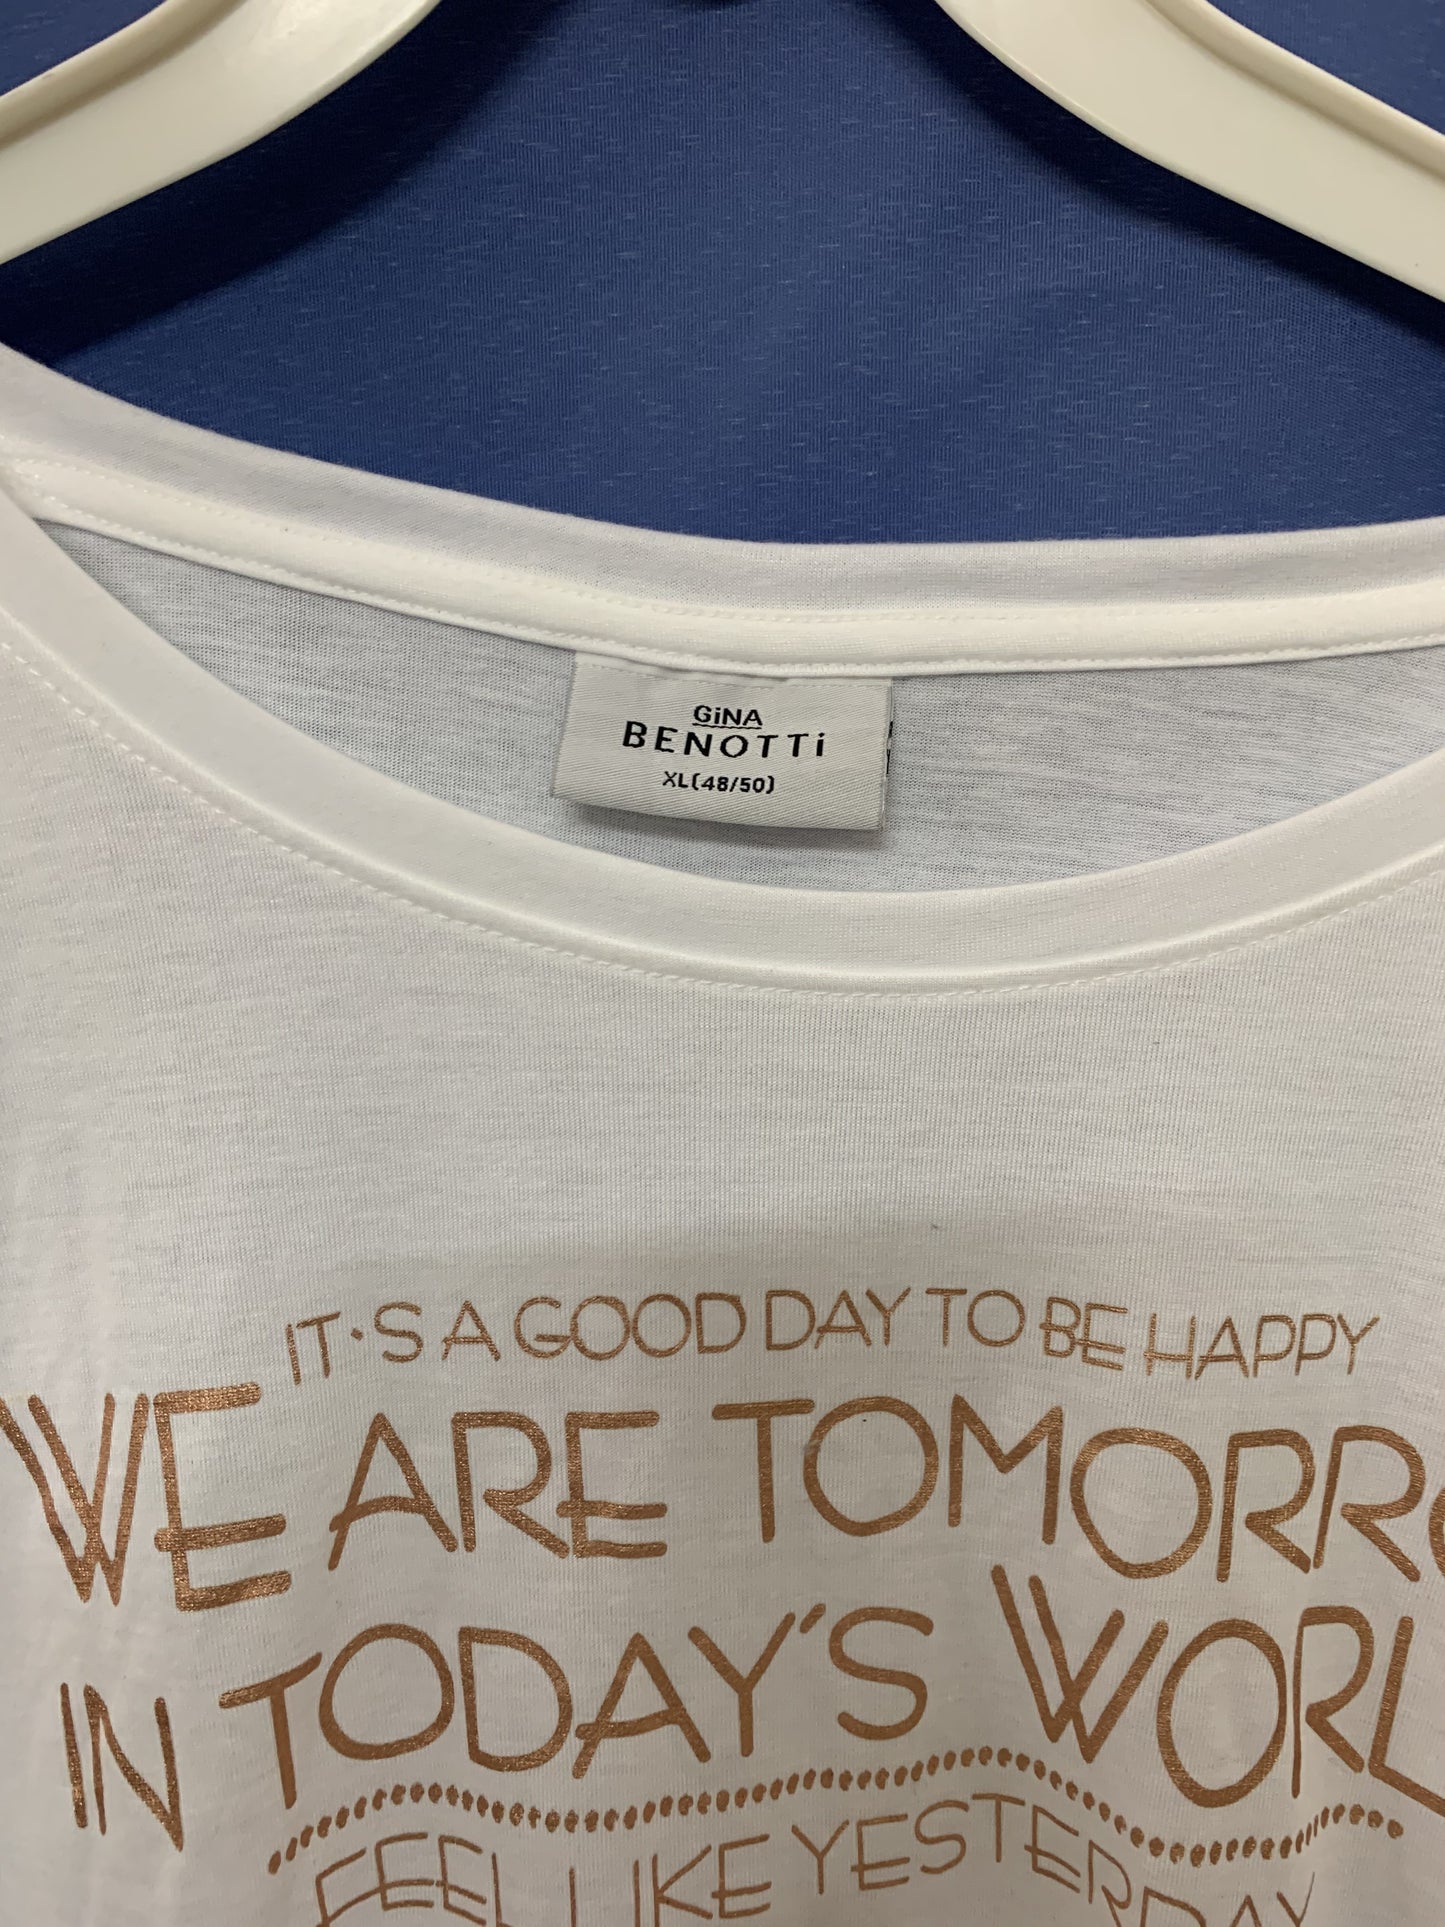 GiNA
BENOTTi
XL(48/50)
IT'S A GOOD DAY TO BE HAPPY
WE ARE TOMORRO
IN TODAY'S WORL
FEEL LIKE YESTERDAY